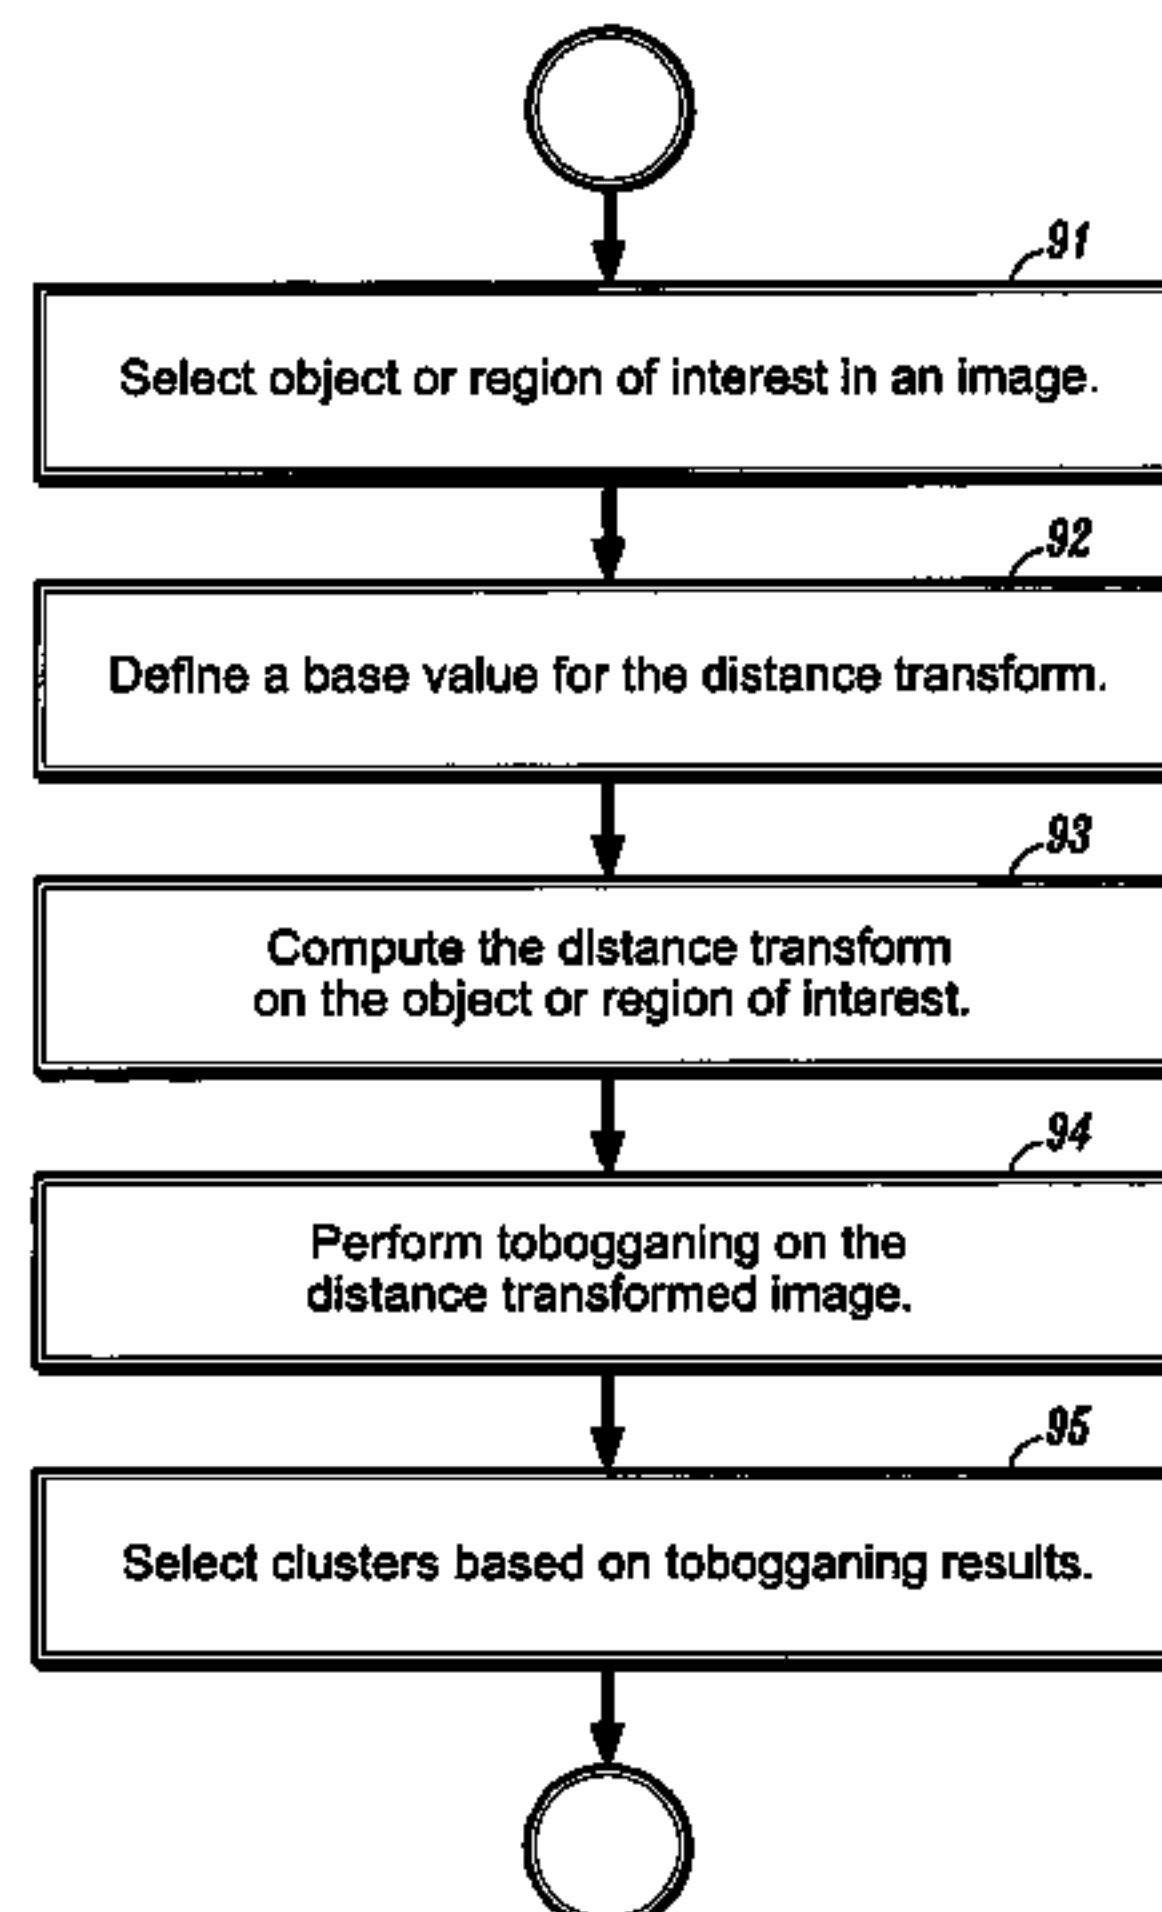 91
Select object or region of interest in an image.
92
Define a base value for the distance transform.
93
Compute the distance transform
on the object or region of interest.
94
Perform tobogganing on the
distance transformed image.
95
Select clusters based on tobogganing results.